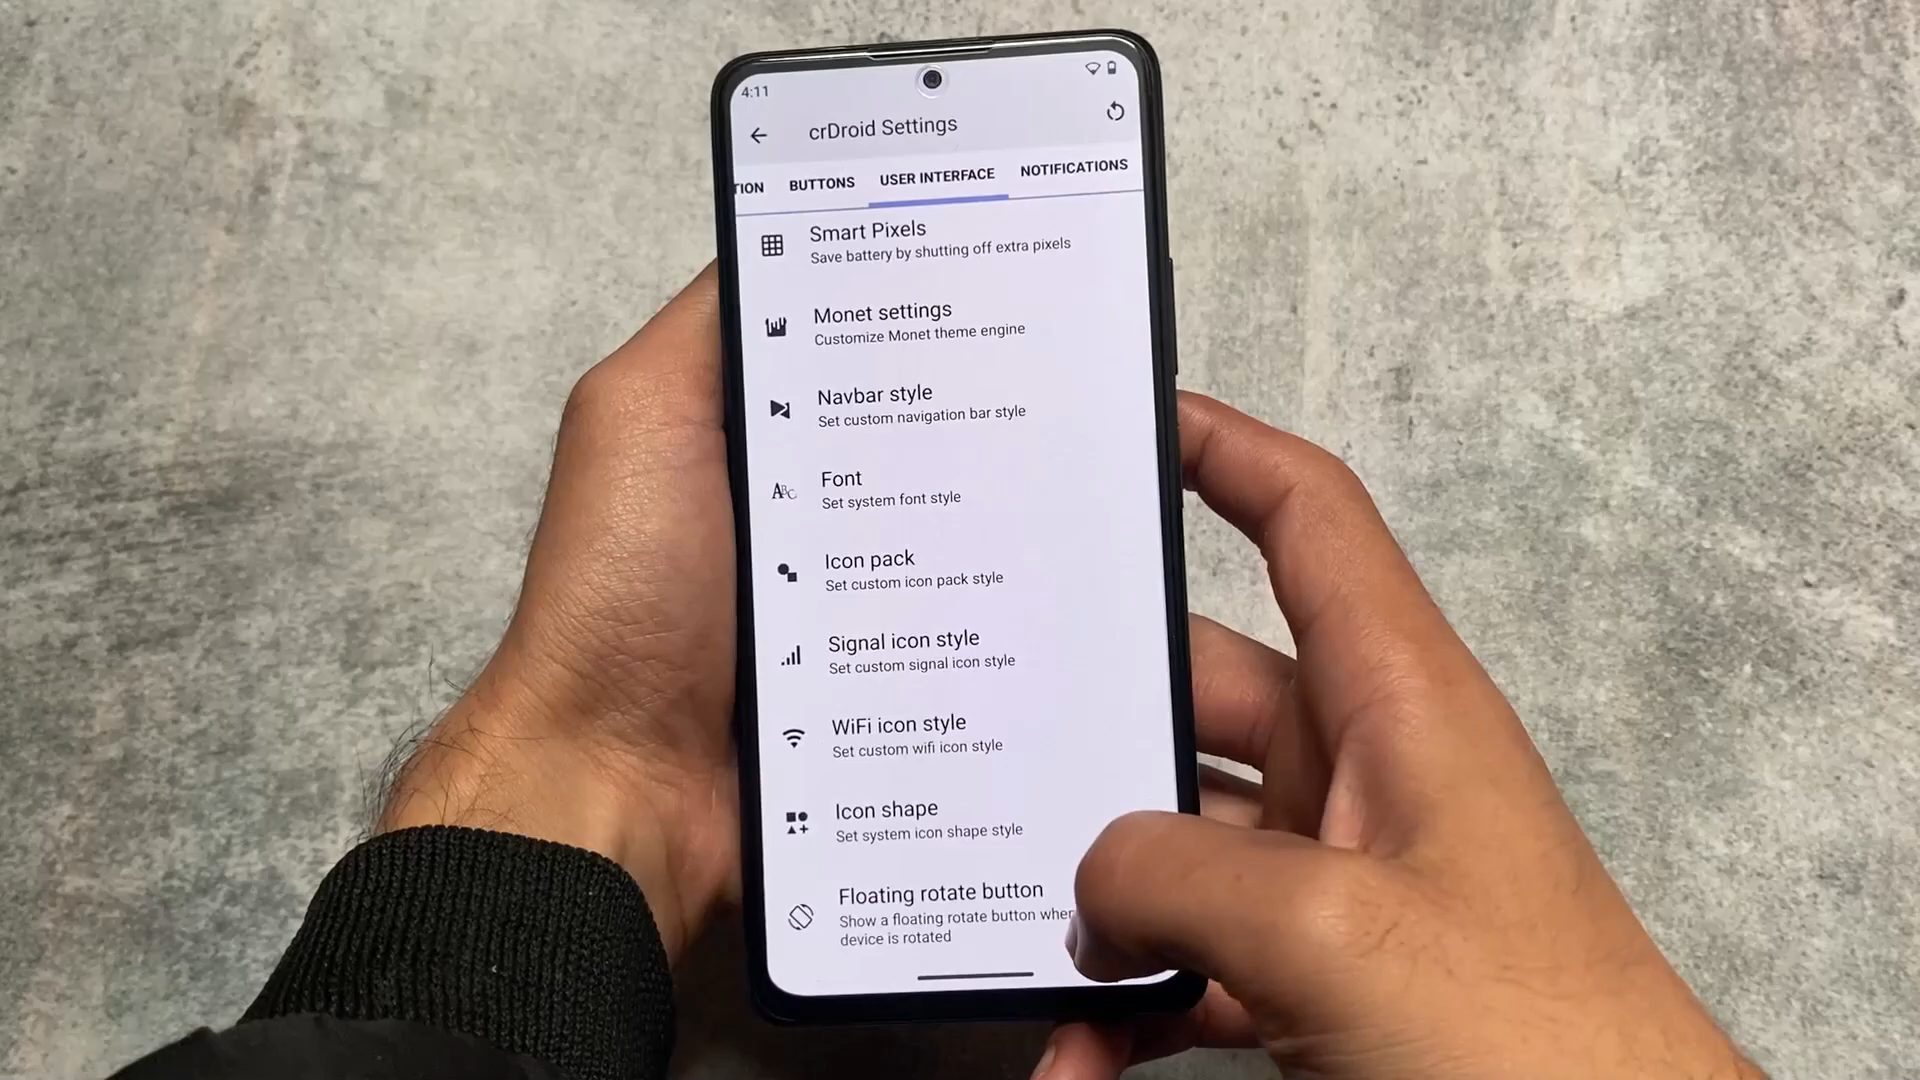 4:11
crDroid Settings
TION BUTTONS USER INTERFACE NOTIFICATIONS
Smart Pixels
Save battery by shutting off extra pixels
Monet settings
Customize Monet theme engine
Navbar style
Set custom navigation bar style
ABC
Font
Set system font style
Icon pack
Set custom icon pack style
Signal icon style
Set custom signal icon style
WiFi icon style
Set custom wifi icon style
Icon shape
Set system icon shape style
Floating rotate button
Show a floating rotate button when
device is rotated